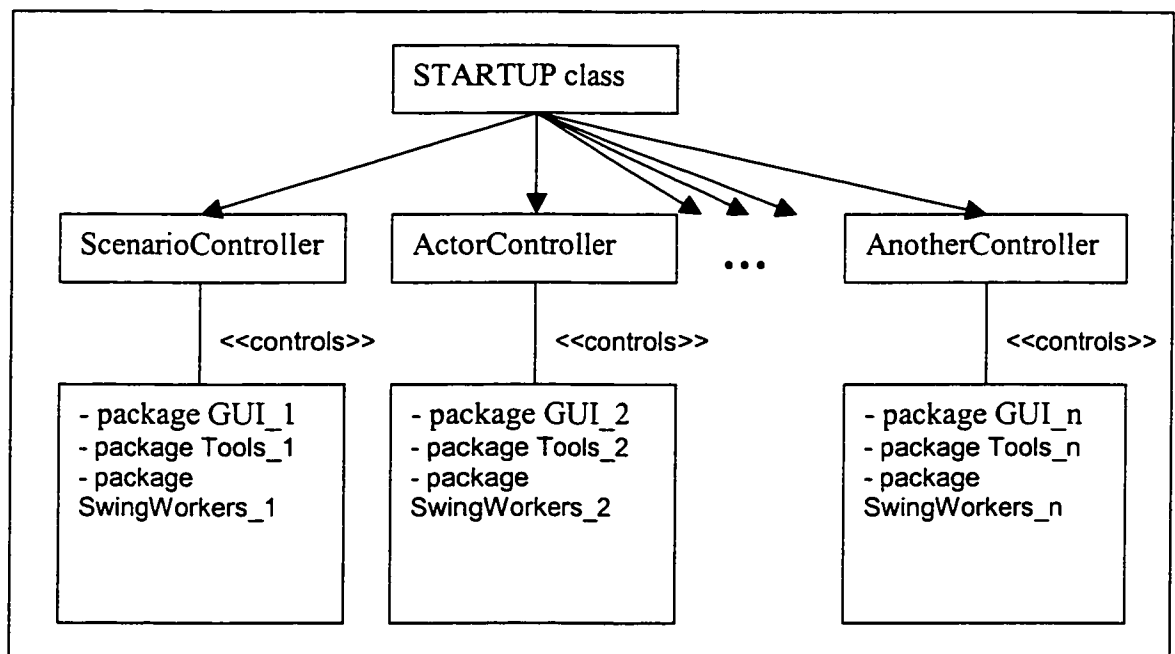 STARTUP class
ScenarioController
ActorController
...
AnotherController
<<controls>>
<<controls>>
<<controls>>
- package GUI_1
- package Tools_1
- package
SwingWorkers_1
- package GUI_2
- package Tools_2
- package
SwingWorkers_2
- package GUI_n
- package Tools_n
- package
SwingWorkers_n